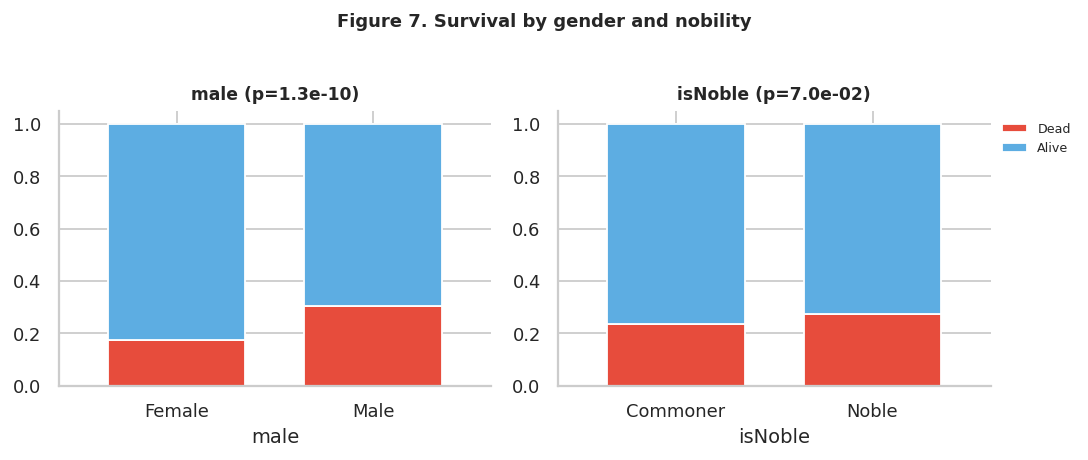 Figure 7. Survival by gender and nobility
male (p=1.3e-10)
1.0
0.8
0.6
0.4
0.2
0.0
Female Male
male
isNoble (p=7.0e-02)
1.0
0.8
0.6
0.4
0.2
0.0
Commoner Noble
isNoble
Dead
Alive